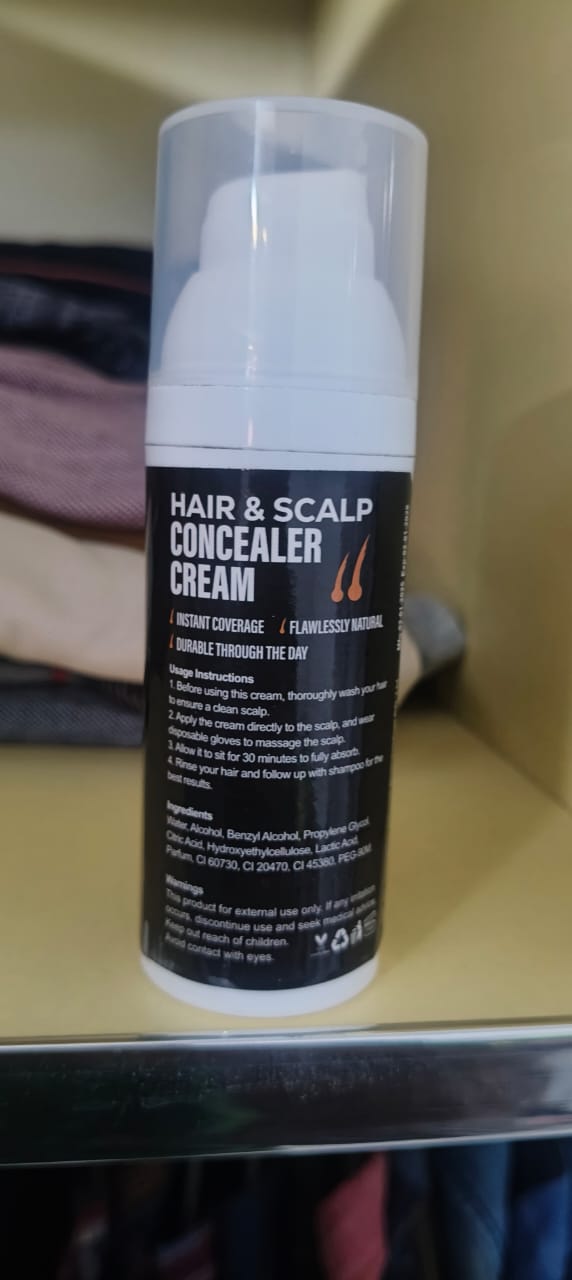 HAIR & SCALP
CONCEALER
CREAM
INSTANT COVERAGE FLAWLESSLY NATURAL
DURABLE THROUGH THE DAY
Usage Instructions
1. Before using this cream, thoroughly wash your hair
to ensure a clean scalp.
2. Apply the cream directly to the scalp, and wear
disposable gloves to massage the scalp.
3. Allow it to sit for 30 minutes to fully absorb.
4. Rinse your hair and follow up with shampoo for the
best results.
Ingredients
Water, Alcohol, Benzyl Alcohol, Propylene Glycol,
Citric Acid, Hydroxyethylcellulose, Lactic Acid,
Parfum, CI 60730, CI 20470, CI 45380, PEG-90M.
Warnings
This product for external use only. If any irritation
occurs, discontinue use and seek medical advice.
Keep out reach of children.
Avoid contact with eyes.